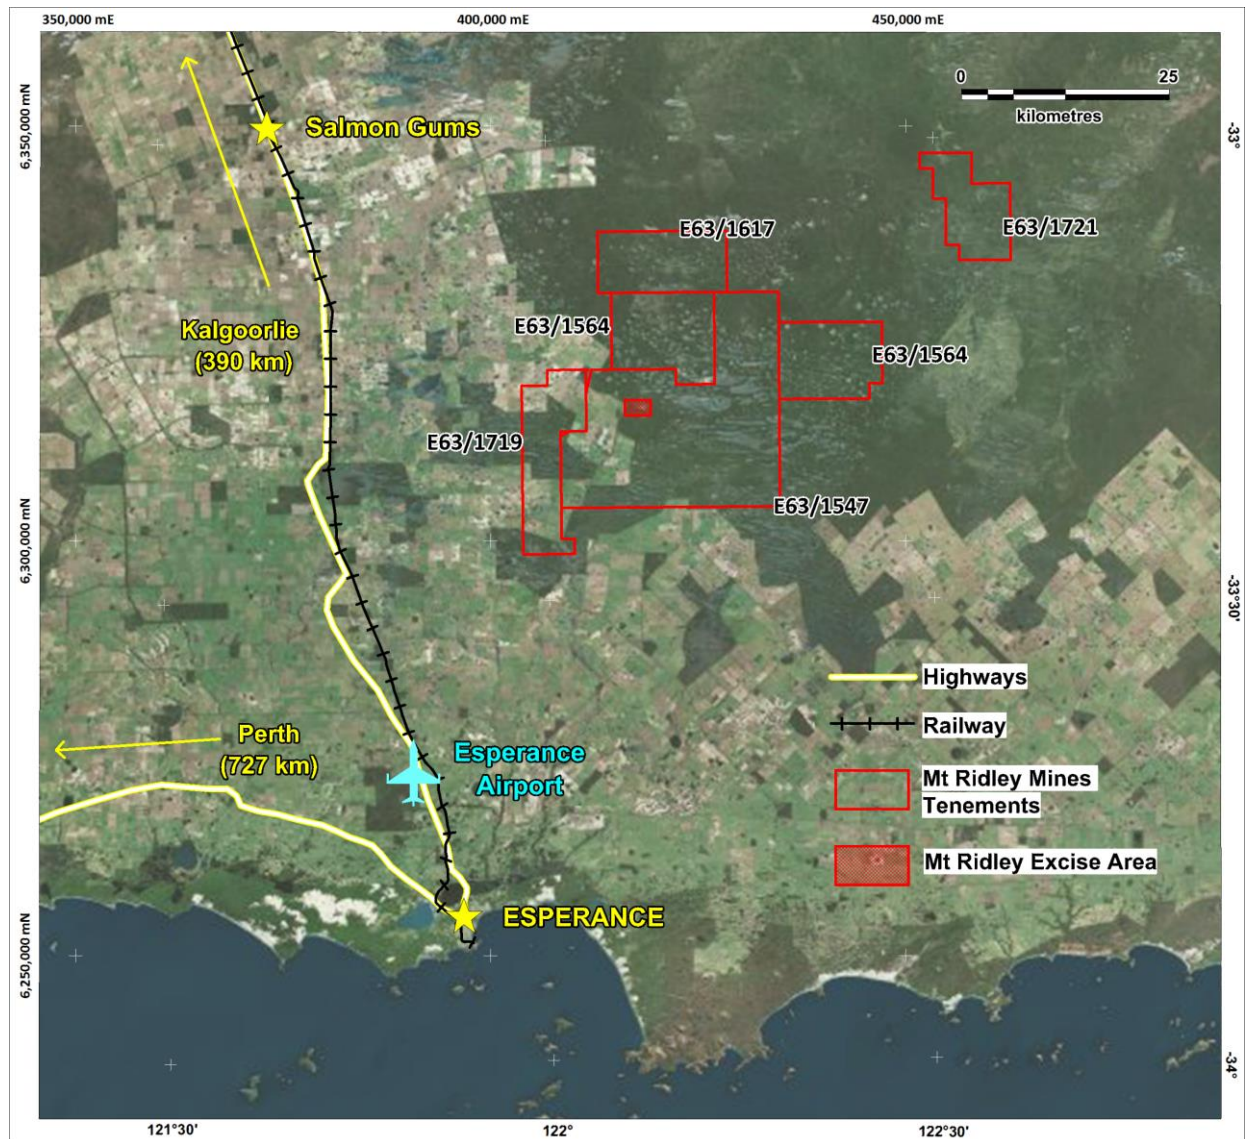 350,000 mE
400,000 mE
450,000 mE
0
25
kilometres
6,350,000 mN
-33°
Salmon Gums
E63/1617
E63/1721
Kalgoorlie
(390 km)
E63/1564
E63/1564
E63/1719
E63/1547
6,300,000 mN
-33°30'
Highways
Railway
Perth
(727 km)
Esperance
Airport
Mt Ridley Mines
Tenements
Mt Ridley Excise Area
ESPERANCE
6,250,000 mN
-34°
121°30'
122°
122°30'